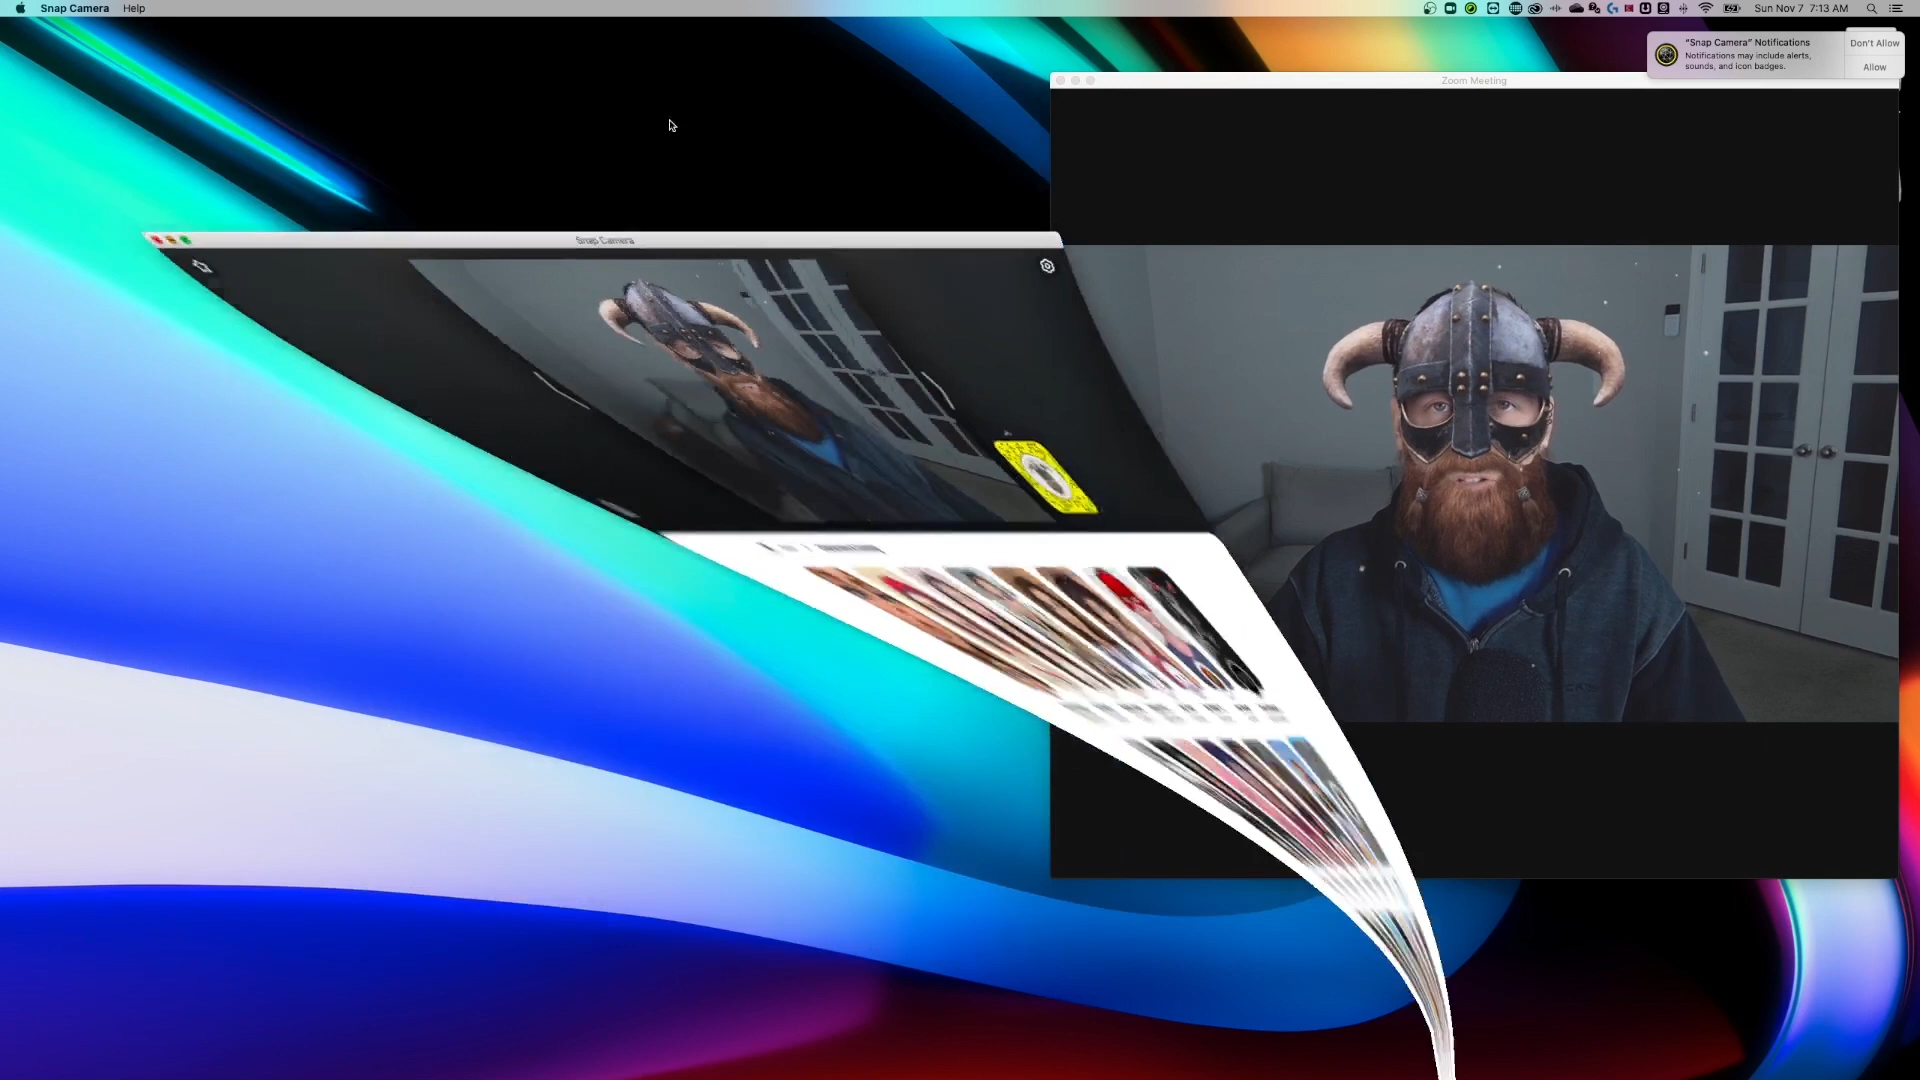 Snap Camera Help
Sun Nov 7 7:13 AM
"Snap Camera" Notifications
Notifications may include alerts,
sounds, and icon badges.
Don't Allow
Allow
Zoom Meeting
Snap Camera